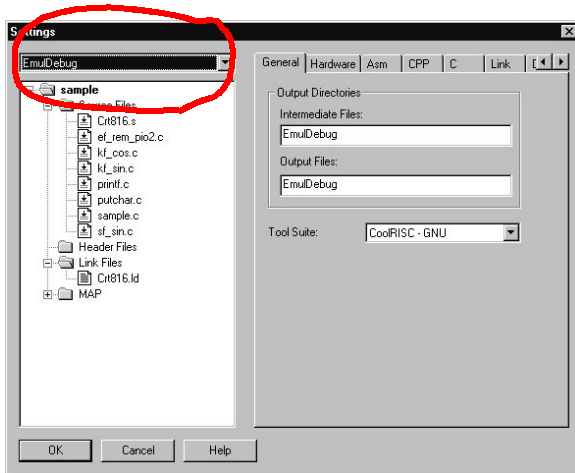 Settings
EmulDebug
sample
Source Files
Crt816.s
ef_rem_pio2.c
kf_cos.c
kf_sin.c
printf.c
putchar.c
sample.c
sf_sin.c
Header Files
Link Files
Crt816.ld
MAP
General Hardware Asm CPP C Link
Output Directories
Intermediate Files:
EmulDebug
Output Files:
EmulDebug
Tool Suite: CoolRISC - GNU
OK Cancel Help